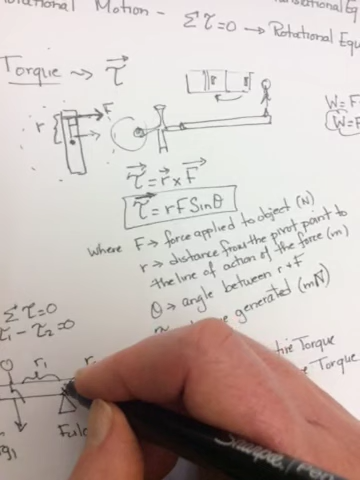 Motion - Στ=0 → Rotational Equ
Torque ~> τ
F
r
W=F
τ = r x F
τ = rF Sinθ
where F → force applied to object (N)
r → distance from the pivot point to
the line of action of the force (m)
θ → angle between r & F
generated (mN)
Στ=0
τ1 - τ2 = 0
Torque
Torque
r1
r
Fulc
Sharpie